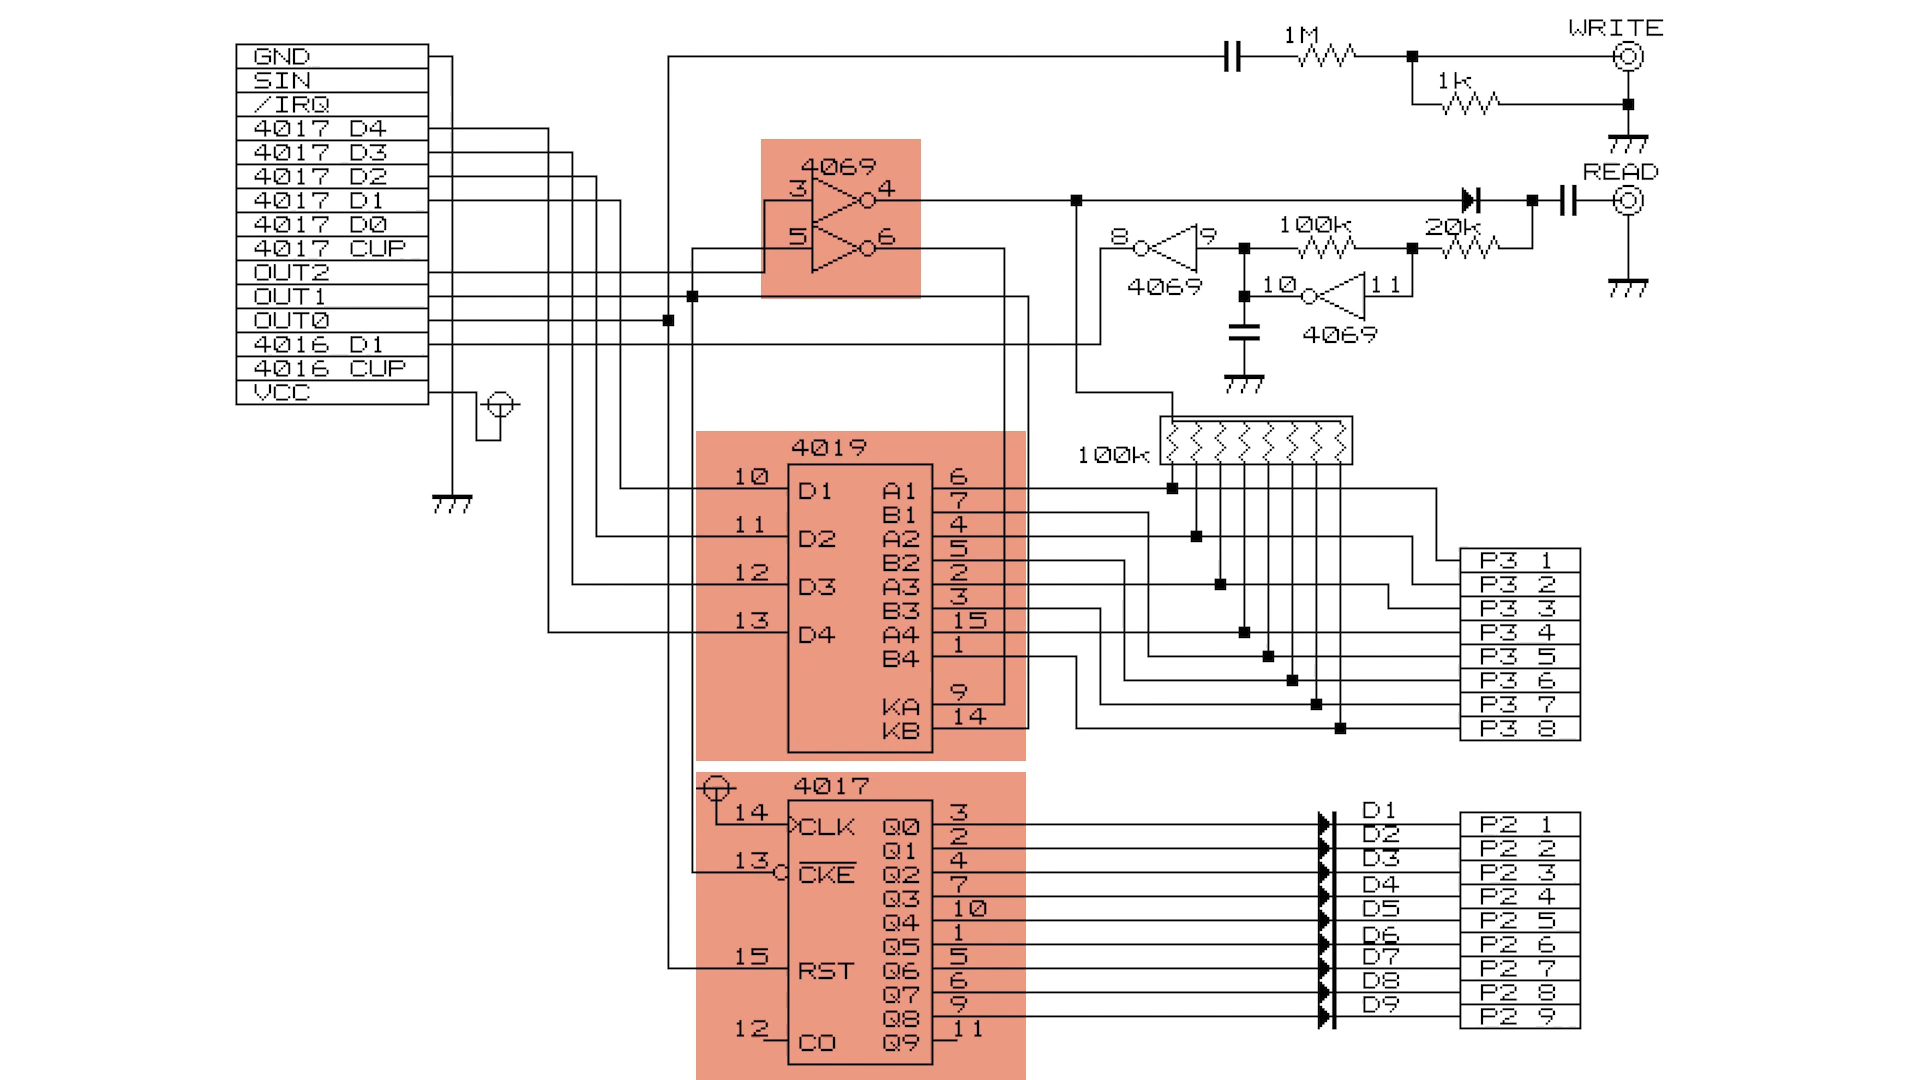 GND
SIN
/IRQ
4017 D4
4017 D3
4017 D2
4017 D1
4017 D0
4017 CUP
OUT2
OUT1
OUT0
4016 D1
4016 CUP
VCC
4069
3 4
5 6
1M
WRITE
1k
READ
100k 20k
8 9
4069
10 11
4069
100k
4019
10 D1 A1 6
B1 7
11 D2 A2 4
B2 5
12 D3 A3 2
B3 3
13 D4 A4 15
B4 1
KA 9
KB 14
P3 1
P3 2
P3 3
P3 4
P3 5
P3 6
P3 7
P3 8
4017
14 CLK Q0 3
Q1 2
13 CKE Q2 4
Q3 7
Q4 10
Q5 1
15 RST Q6 5
Q7 6
Q8 9
12 CO Q9 11
D1 P2 1
D2 P2 2
D3 P2 3
D4 P2 4
D5 P2 5
D6 P2 6
D7 P2 7
D8 P2 8
D9 P2 9